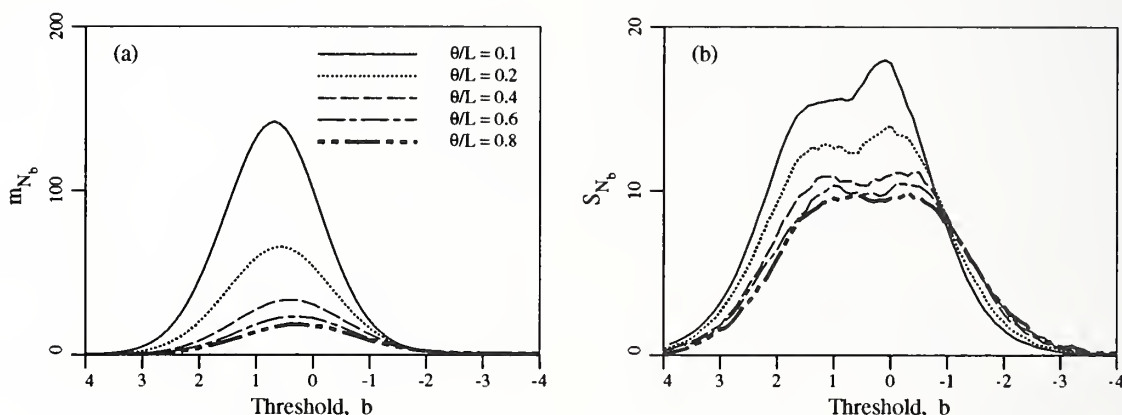 200
100
0
m_{N_b}
(a)
θ/L = 0.1
θ/L = 0.2
θ/L = 0.4
θ/L = 0.6
θ/L = 0.8
4 3 2 1 0 -1 -2 -3 -4
Threshold, b
20
10
0
S_{N_b}
(b)
4 3 2 1 0 -1 -2 -3 -4
Threshold, b